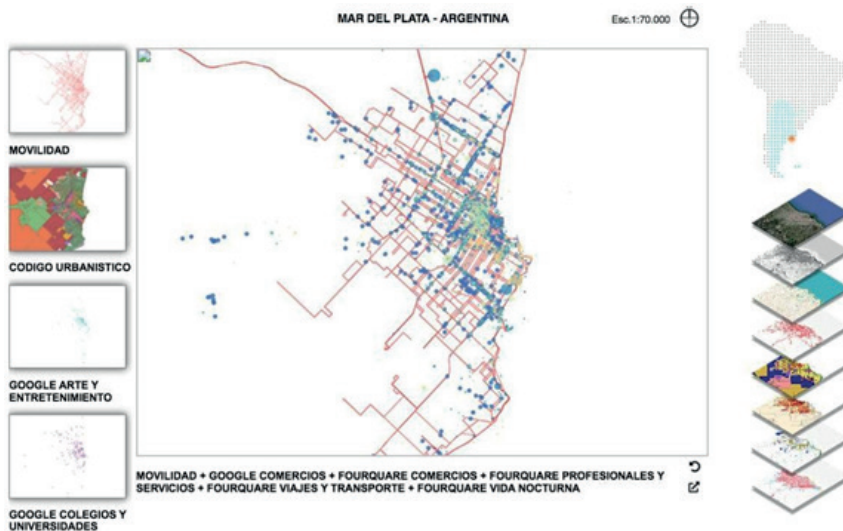 MAR DEL PLATA - ARGENTINA
Esc.1:70.000
MOVILIDAD
CODIGO URBANISTICO
GOOGLE ARTE Y
ENTRETENIMIENTO
GOOGLE COLEGIOS Y
UNIVERSIDADES
MOVILIDAD + GOOGLE COMERCIOS + FOURQUARE COMERCIOS + FOURQUARE PROFESIONALES Y
SERVICIOS + FOURQUARE VIAJES Y TRANSPORTE + FOURQUARE VIDA NOCTURNA